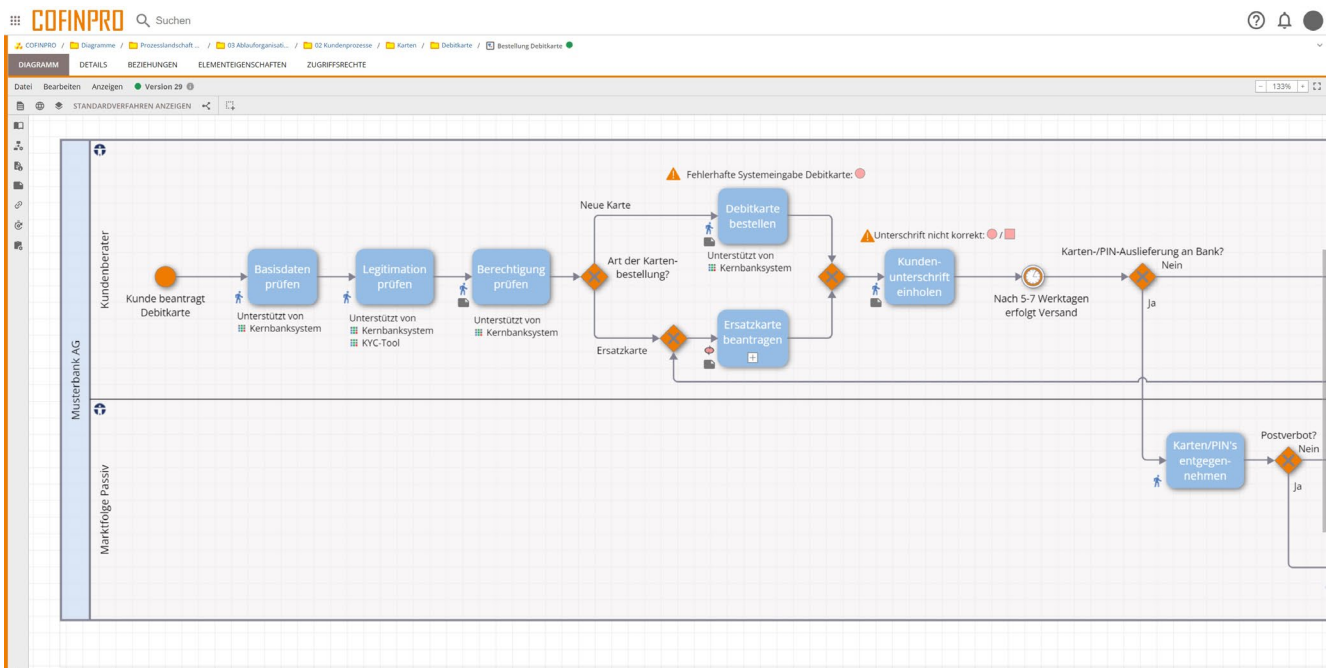 COFINPRO Suchen
COFINPRO / Diagramme / Prozesslandschaft ... / 03 Ablauforganisati... / 02 Kundenprozesse / Karten / Debitkarte / Bestellung Debitkarte
DIAGRAMM DETAILS BEZIEHUNGEN ELEMENTEIGENSCHAFTEN ZUGRIFFSRECHTE
Datei Bearbeiten Anzeigen Version 29
133%
STANDARDVERFAHREN ANZEIGEN
Musterbank AG
Kundenberater
Kunde beantragt
Debitkarte
Basisdaten
prüfen
Unterstützt von
Kernbanksystem
Legitimation
prüfen
Unterstützt von
Kernbanksystem
KYC-Tool
Berechtigung
prüfen
Unterstützt von
Kernbanksystem
Art der Karten-
bestellung?
Neue Karte
Fehlerhafte Systemeingabe Debitkarte:
Debitkarte
bestellen
Unterstützt von
Kernbanksystem
Ersatzkarte
Ersatzkarte
beantragen
Unterschrift nicht korrekt: /
Kunden-
unterschrift
einholen
Nach 5-7 Werktagen
erfolgt Versand
Karten-/PIN-Auslieferung an Bank?
Nein
Ja
Marktfolge Passiv
Karten/PIN's
entgegen-
nehmen
Postverbot?
Nein
Ja